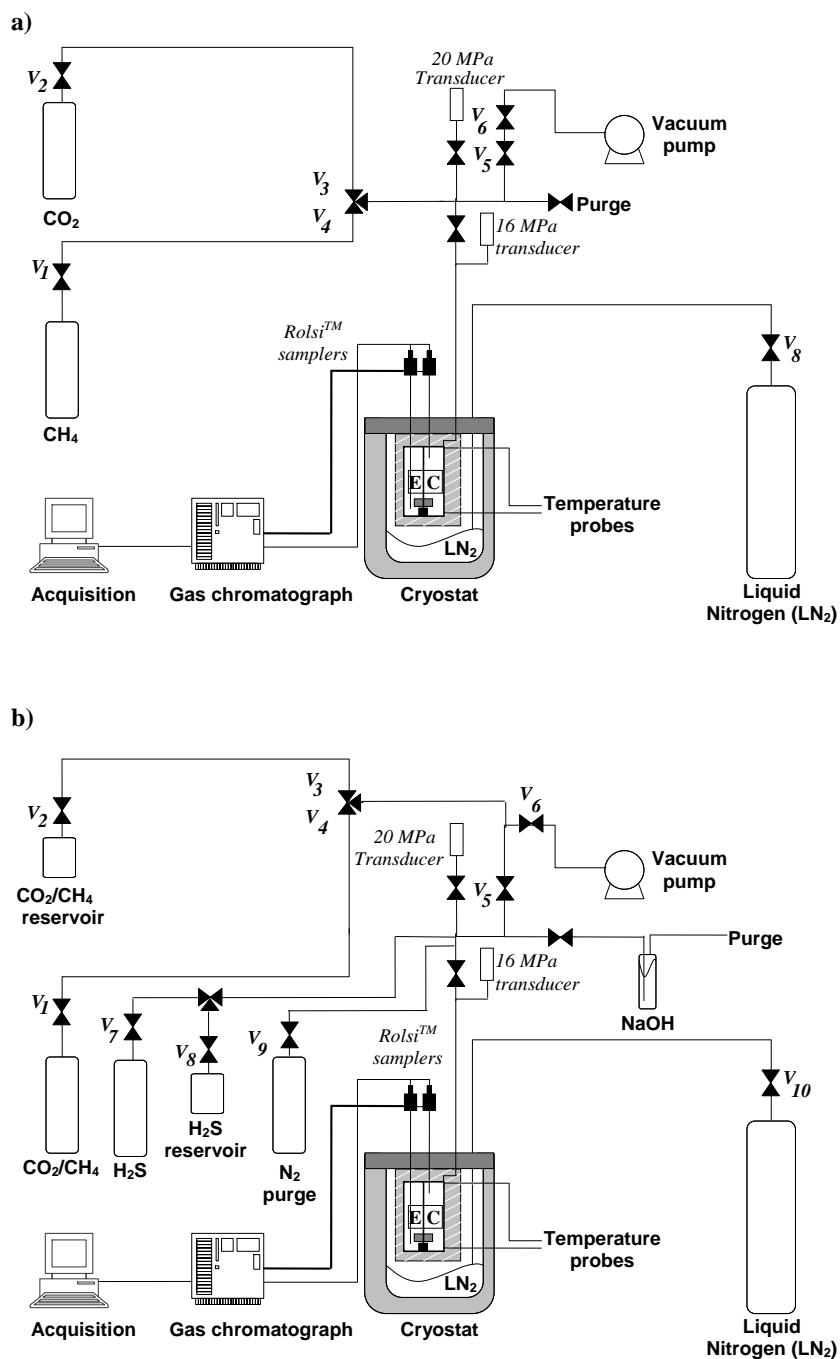 a)
20 MPa
Transducer
V2
V6
Vacuum
pump
V5
V3
CO2
V4
Purge
16 MPa
transducer
V1
Rolsi™
samplers
V8
CH4
E C
Temperature
probes
LN2
Acquisition
Gas chromatograph
Cryostat
Liquid
Nitrogen (LN2)
b)
V3
V6
V2
V4
20 MPa
Transducer
Vacuum
pump
CO2/CH4
reservoir
V5
Purge
16 MPa
transducer
V1
V7
NaOH
V8
V9
Rolsi™
samplers
V10
H2S
reservoir
CO2/CH4
H2S
N2
purge
E C
Temperature
probes
LN2
Acquisition
Gas chromatograph
Cryostat
Liquid
Nitrogen (LN2)